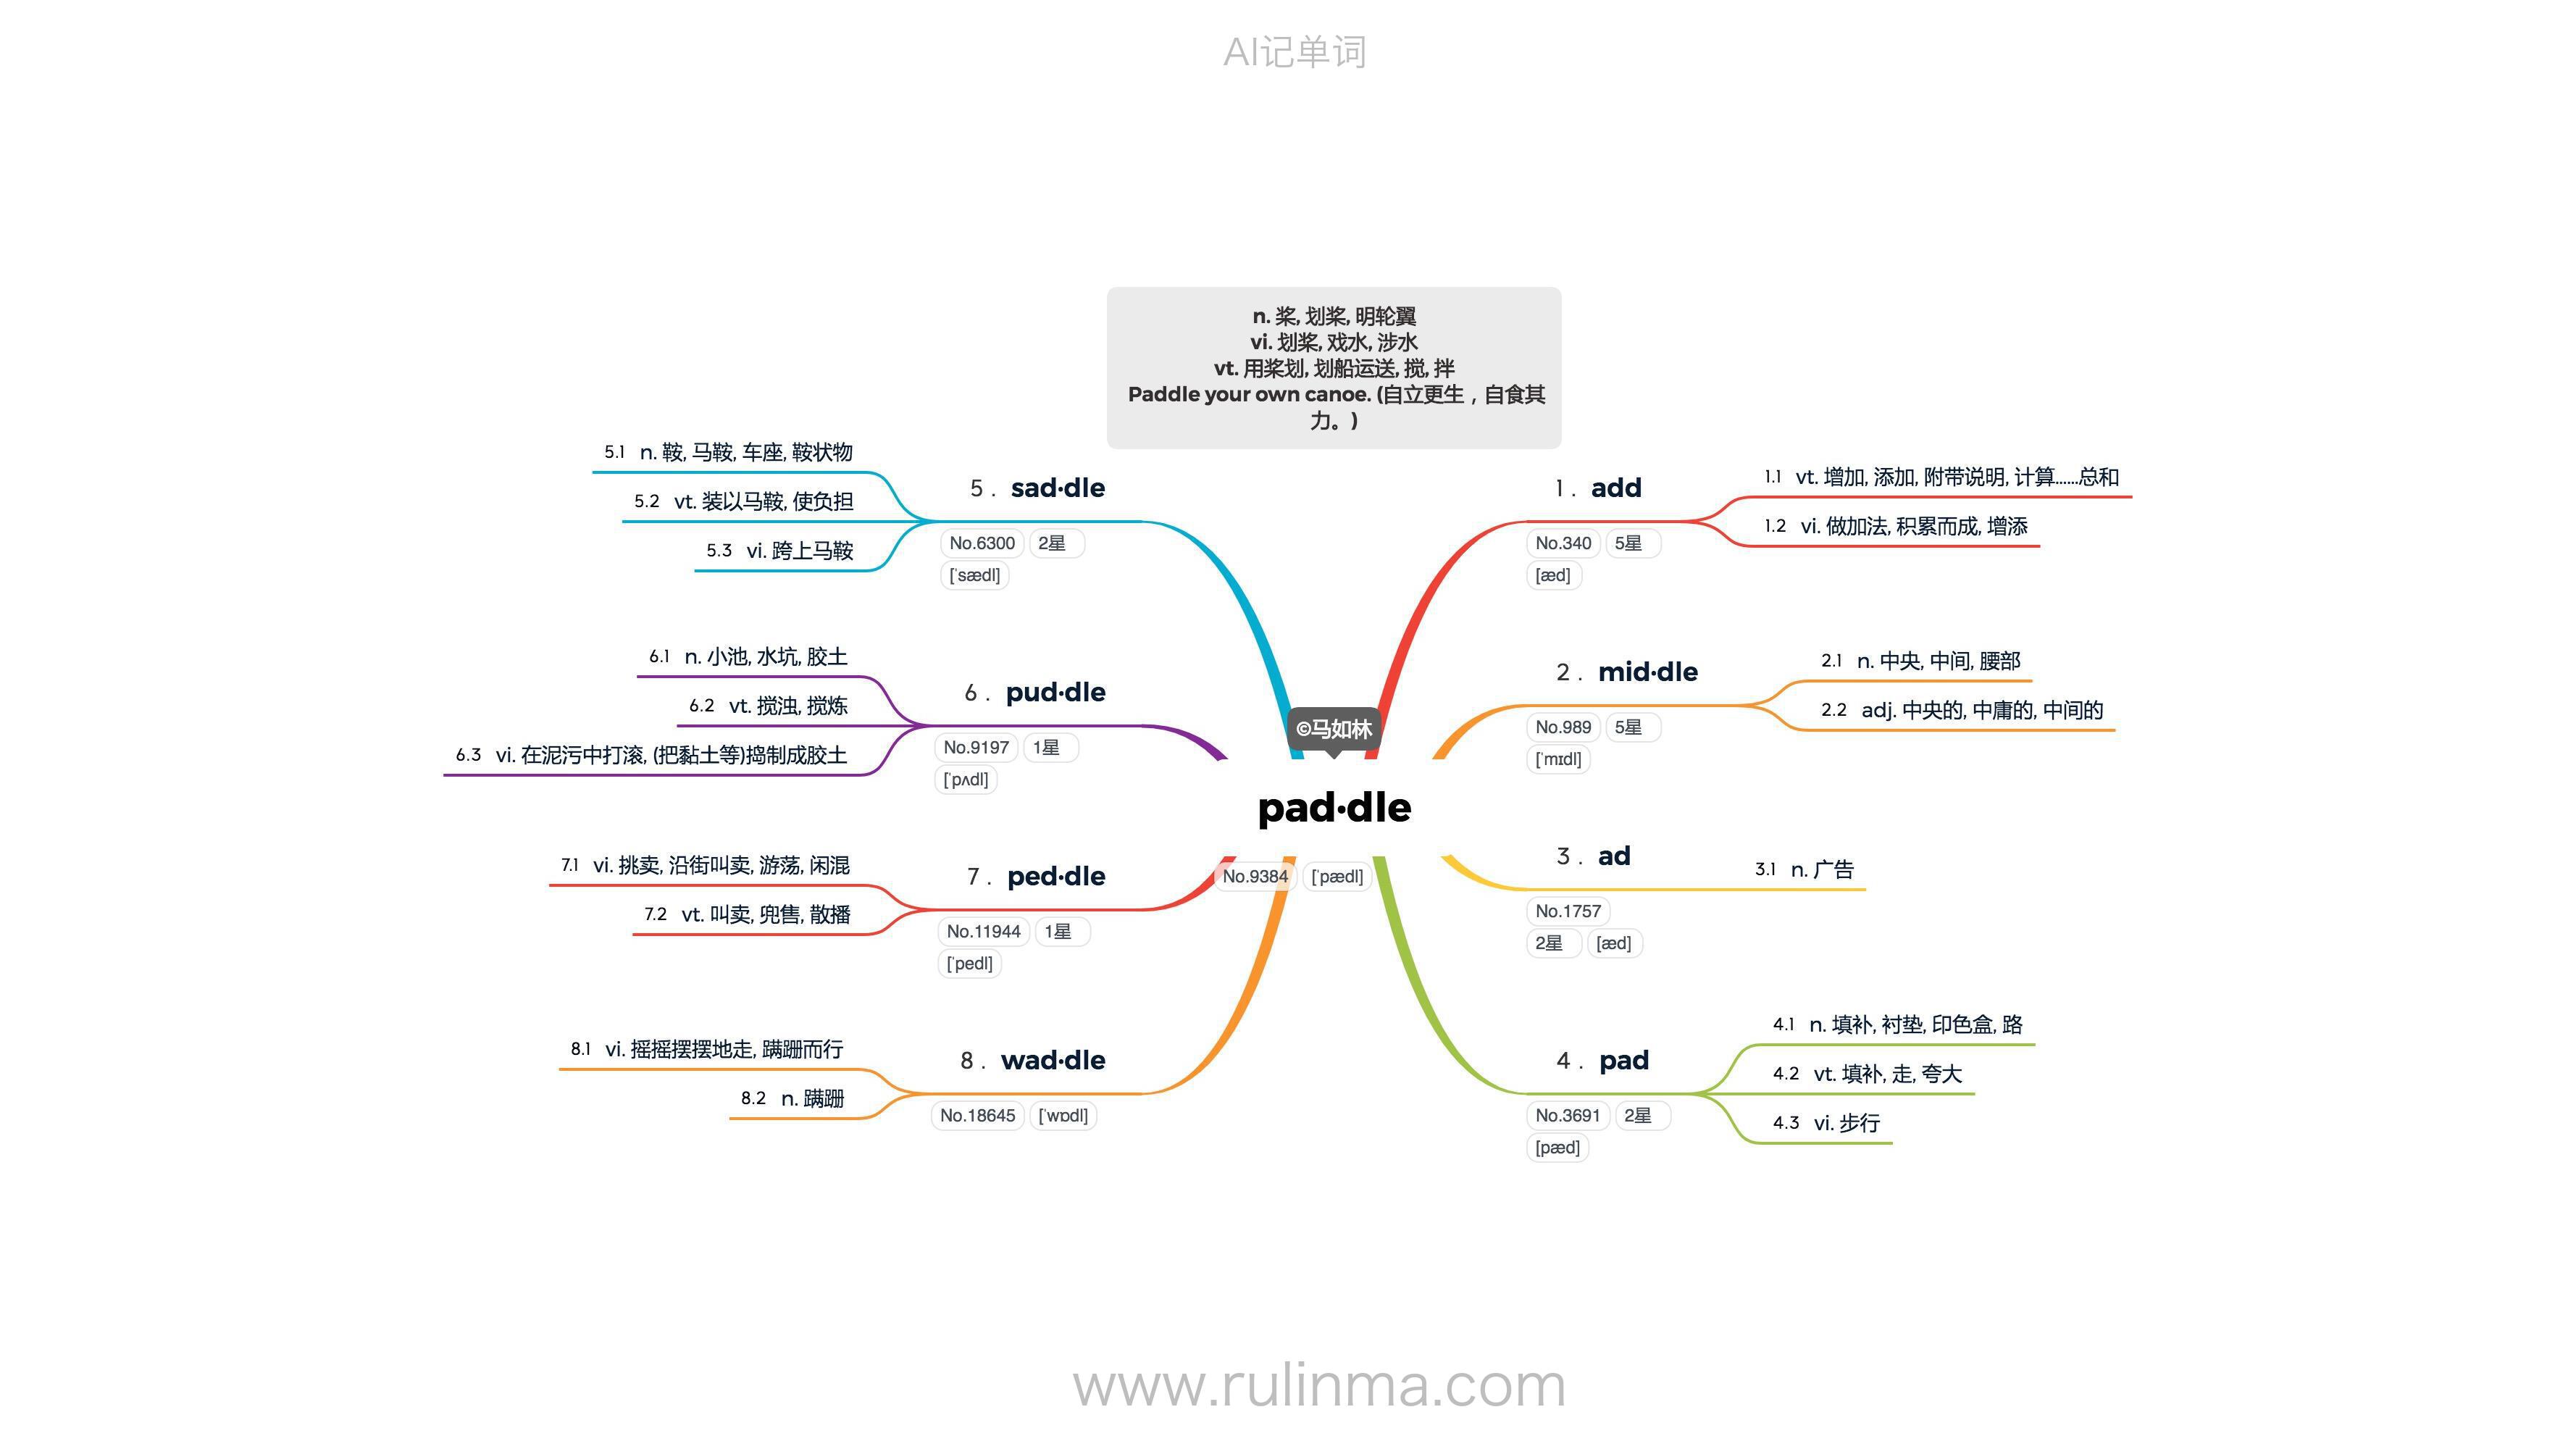 AI记单词
n. 桨, 划桨, 明轮翼
vi. 划桨, 戏水, 涉水
vt. 用桨划, 划船运送, 搅, 拌
Paddle your own canoe. (自立更生，自食其
力。)
©马如林
pad·dle
No.9384 [ˈpædl]
1. add
No.340 5星
[æd]
1.1 vt. 增加, 添加, 附带说明, 计算......总和
1.2 vi. 做加法, 积累而成, 增添
2. mid·dle
No.989 5星
[ˈmɪdl]
2.1 n. 中央, 中间, 腰部
2.2 adj. 中央的, 中庸的, 中间的
3. ad
No.1757
2星 [æd]
3.1 n. 广告
4. pad
No.3691 2星
[pæd]
4.1 n. 填补, 衬垫, 印色盒, 路
4.2 vt. 填补, 走, 夸大
4.3 vi. 步行
5. sad·dle
No.6300 2星
[ˈsædl]
5.1 n. 鞍, 马鞍, 车座, 鞍状物
5.2 vt. 装以马鞍, 使负担
5.3 vi. 跨上马鞍
6. pud·dle
No.9197 1星
[ˈpʌdl]
6.1 n. 小池, 水坑, 胶土
6.2 vt. 搅浊, 搅炼
6.3 vi. 在泥污中打滚, (把黏土等)捣制成胶土
7. ped·dle
No.11944 1星
[ˈpedl]
7.1 vi. 挑卖, 沿街叫卖, 游荡, 闲混
7.2 vt. 叫卖, 兜售, 散播
8. wad·dle
No.18645 [ˈwɒdl]
8.1 vi. 摇摇摆摆地走, 蹒跚而行
8.2 n. 蹒跚
www.rulinma.com